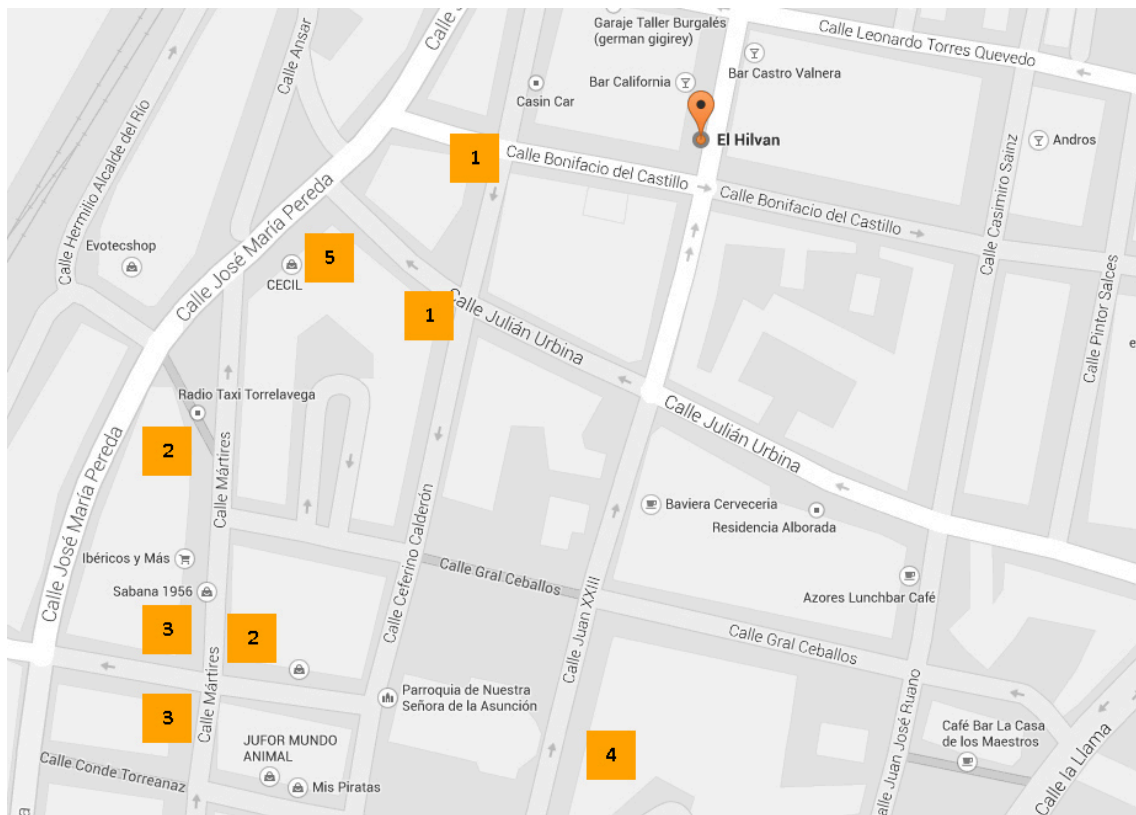 Garaje Taller Burgalés
(german gigirey)
Calle J
Calle Leonardo Torres Quevedo
Calle Ansar
Bar Castro Valnera
Bar California
Casin Car
El Hilvan
Andros
Calle Hermilio Alcalde del Río
Calle Casimiro Sainz
1
Calle Bonifacio del Castillo
Calle Bonifacio del Castillo
Calle José María Pereda
Evotecshop
5
CECIL
Calle Pintor Salces
1
Calle Julián Urbina
e
Radio Taxi Torrelavega
Calle Julián Urbina
2
Calle Mártires
Calle José María Pereda
Baviera Cerveceria
Residencia Alborada
Ibéricos y Más
Calle Ceferino Calderón
Calle Gral Ceballos
Sabana 1956
Azores Lunchbar Café
Calle Juan XXIII
3
2
Calle Gral Ceballos
Calle Mártires
Parroquia de Nuestra
Señora de la Asunción
3
4
JUFOR MUNDO
ANIMAL
Café Bar La Casa
de los Maestros
Calle Juan José Ruano
Calle Conde Torreanaz
Mis Piratas
Calle la Llama
a